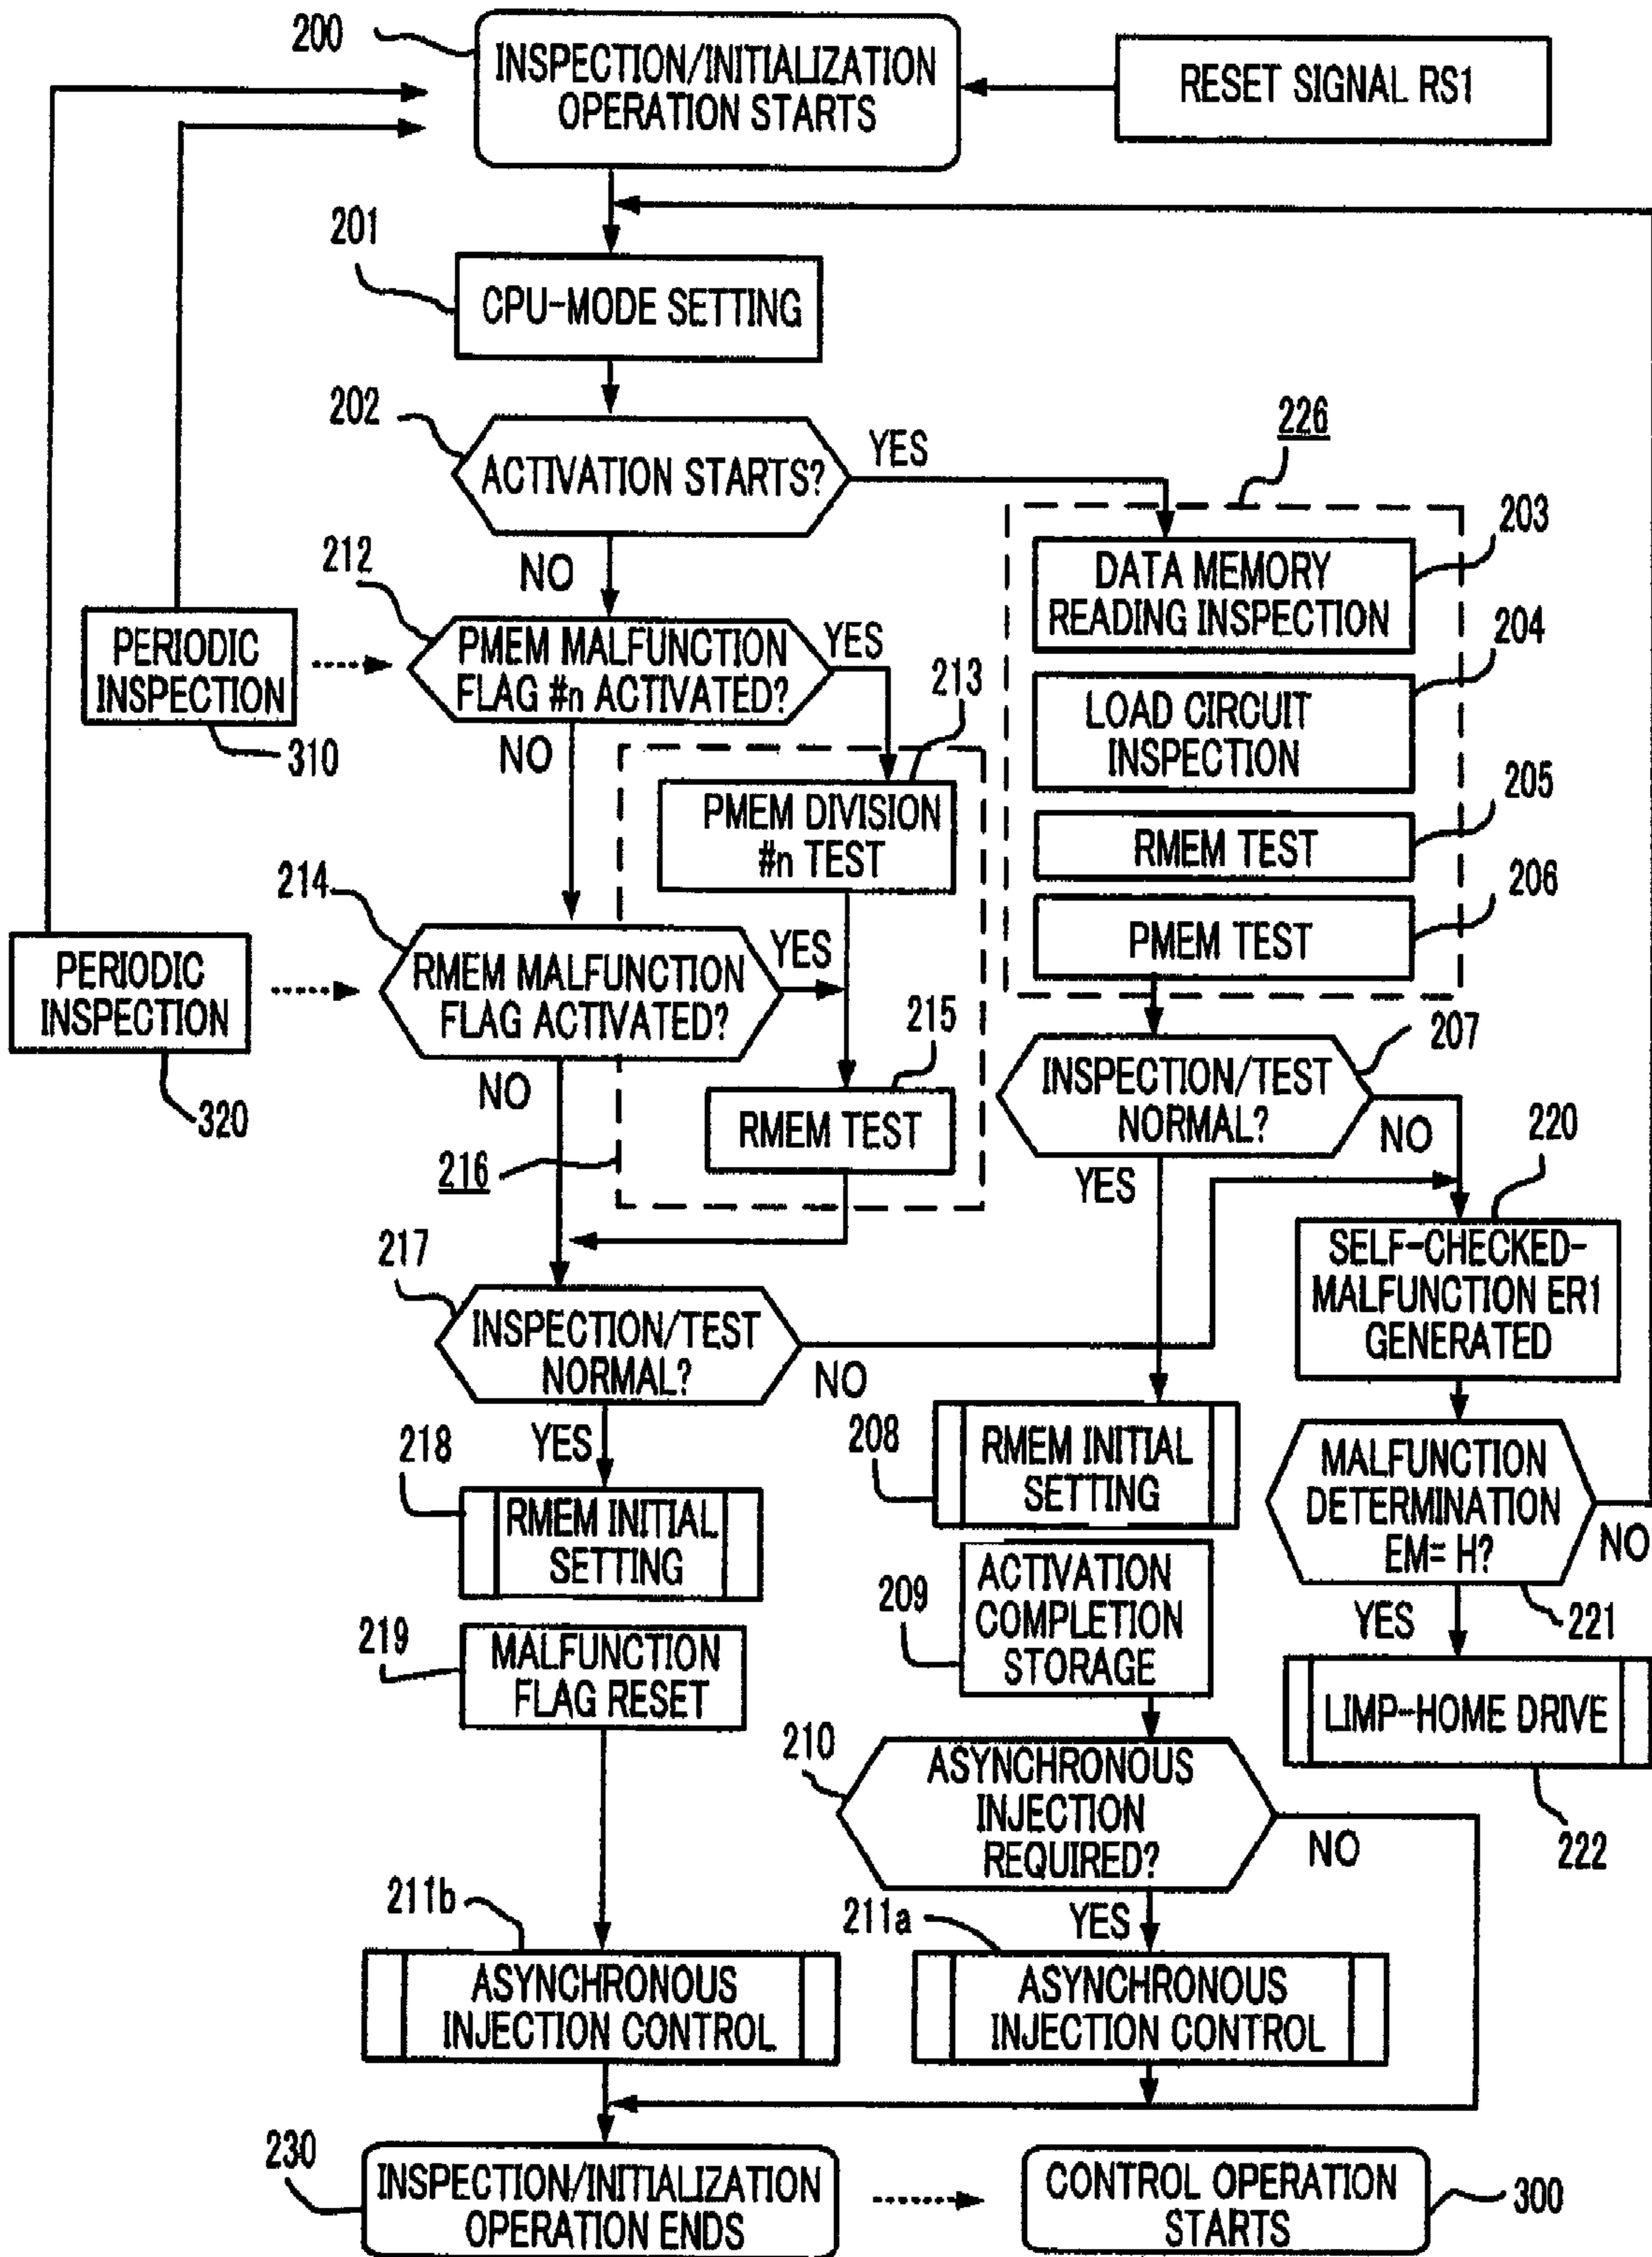 200
INSPECTION/INITIALIZATION
OPERATION STARTS
RESET SIGNAL RS1
201
CPU-MODE SETTING
202
ACTIVATION STARTS?
YES
NO
226
203
DATA MEMORY
READING INSPECTION
204
LOAD CIRCUIT
INSPECTION
205
RMEM TEST
206
PMEM TEST
212
PMEM MALFUNCTION
FLAG #n ACTIVATED?
YES
NO
PERIODIC
INSPECTION
310
213
PMEM DIVISION
#n TEST
214
RMEM MALFUNCTION
FLAG ACTIVATED?
YES
NO
PERIODIC
INSPECTION
320
215
RMEM TEST
216
207
INSPECTION/TEST
NORMAL?
NO
YES
217
INSPECTION/TEST
NORMAL?
NO
YES
220
SELF-CHECKED-
MALFUNCTION ER1
GENERATED
218
RMEM INITIAL
SETTING
208
RMEM INITIAL
SETTING
MALFUNCTION
DETERMINATION
EM= H?
NO
YES
221
219
MALFUNCTION
FLAG RESET
209
ACTIVATION
COMPLETION
STORAGE
LIMP-HOME DRIVE
222
210
ASYNCHRONOUS
INJECTION
REQUIRED?
NO
YES
211b
ASYNCHRONOUS
INJECTION CONTROL
211a
ASYNCHRONOUS
INJECTION CONTROL
230
INSPECTION/INITIALIZATION
OPERATION ENDS
CONTROL OPERATION
STARTS
300